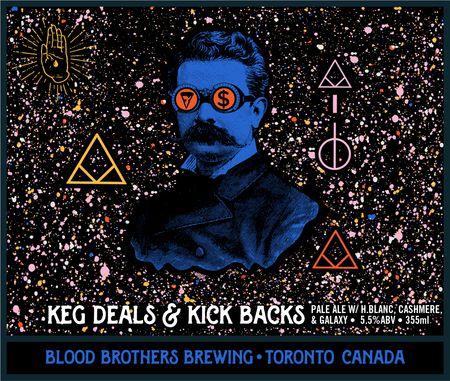 $
KEG DEALS & KICK BACKS
PALE ALE W/ H.BLANC, CASHMERE,
& GALAXY • 5.5% ABV • 355ml
BLOOD BROTHERS BREWING • TORONTO CANADA